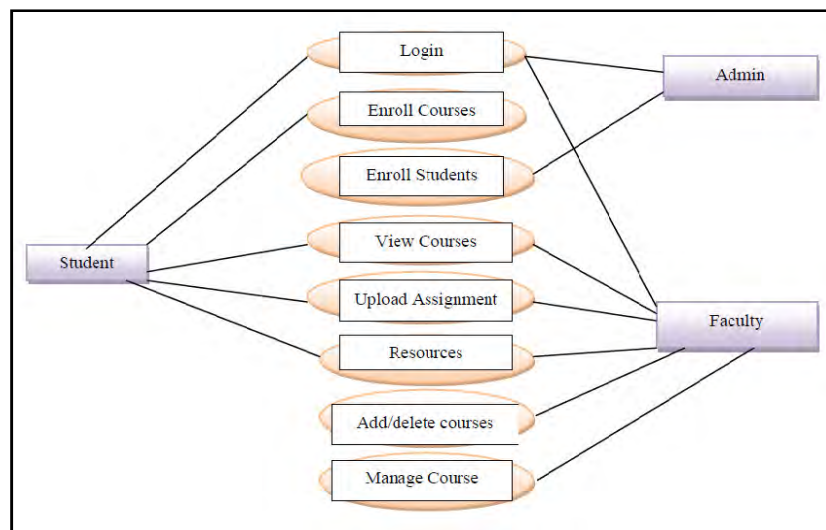 Login
Admin
Enroll Courses
Enroll Students
View Courses
Student
Upload Assignment
Faculty
Resources
Add/delete courses
Manage Course